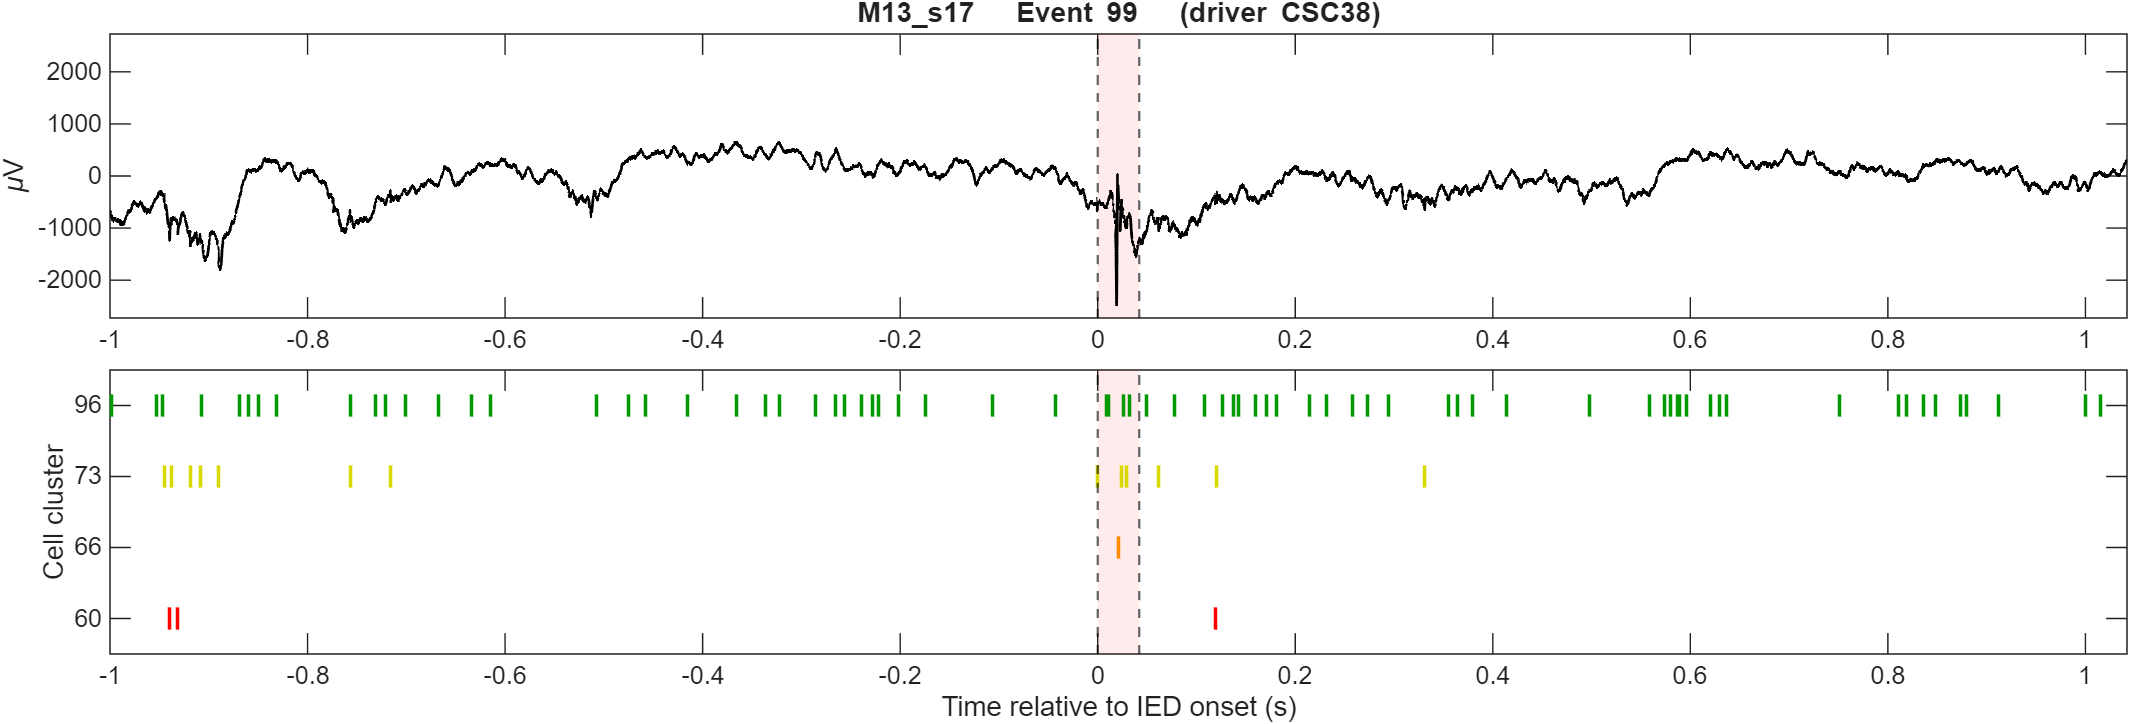 M13_s17 Event 99 (driver CSC38)
µV
2000
1000
0
-1000
-2000
-1 -0.8 -0.6 -0.4 -0.2 0 0.2 0.4 0.6 0.8 1
Cell cluster
96
73
66
60
-1 -0.8 -0.6 -0.4 -0.2 0 0.2 0.4 0.6 0.8 1
Time relative to IED onset (s)